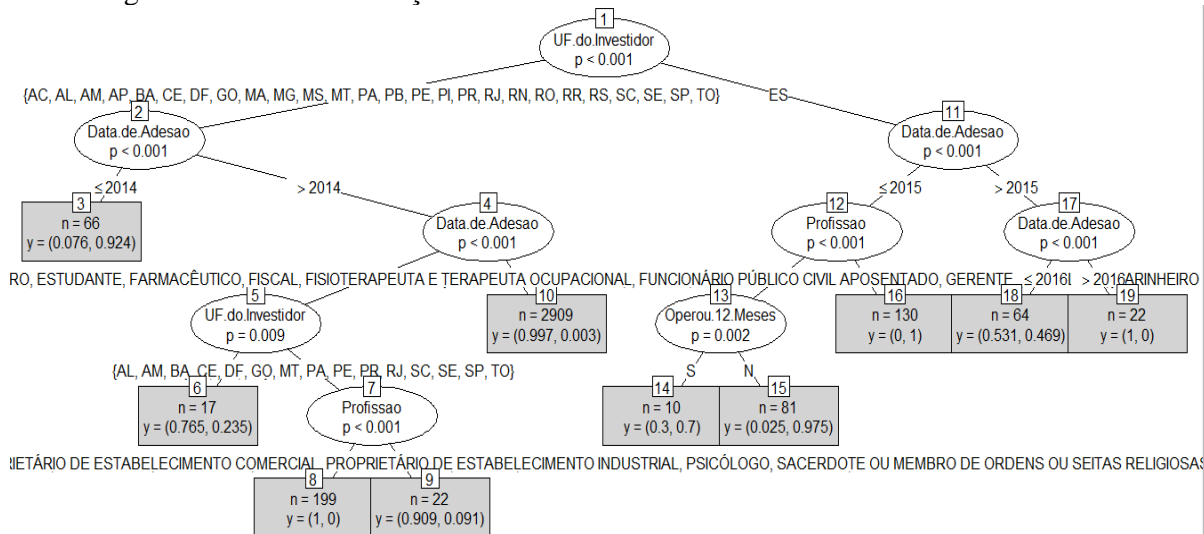 1
UF.do.Investidor
p < 0.001
{AC, AL, AM, AP, BA, CE, DF, GO, MA, MG, MS, MT, PA, PB, PE, PI, PR, RJ, RN, RO, RR, RS, SC, SE, SP, TO}
ES
2
Data.de.Adesao
p < 0.001
11
Data.de.Adesao
p < 0.001
≤ 2014
> 2014
≤ 2015
> 2015
3
n = 66
y = (0.076, 0.924)
4
Data.de.Adesao
p < 0.001
12
Profissao
p < 0.001
17
Data.de.Adesao
p < 0.001
RO, ESTUDANTE, FARMACÊUTICO, FISCAL, FISIOTERAPEUTA E TERAPEUTA OCUPACIONAL, FUNCIONÁRIO PÚBLICO CIVIL APOSENTADO, GERENTE
≤ 2016
> 2016
ARINHEIRO
5
UF.do.Investidor
p = 0.009
10
n = 2909
y = (0.997, 0.003)
13
Operou.12.Meses
p = 0.002
16
n = 130
y = (0, 1)
18
n = 64
y = (0.531, 0.469)
19
n = 22
y = (1, 0)
{AL, AM, BA, CE, DF, GO, MT, PA, PE, PR, RJ, SC, SE, SP, TO}
S
N
6
n = 17
y = (0.765, 0.235)
7
Profissao
p < 0.001
14
n = 10
y = (0.3, 0.7)
15
n = 81
y = (0.025, 0.975)
IETÁRIO DE ESTABELECIMENTO COMERCIAL, PROPRIETÁRIO DE ESTABELECIMENTO INDUSTRIAL, PSICÓLOGO, SACERDOTE OU MEMBRO DE ORDENS OU SEITAS RELIGIOSAS
8
n = 199
y = (1, 0)
9
n = 22
y = (0.909, 0.091)